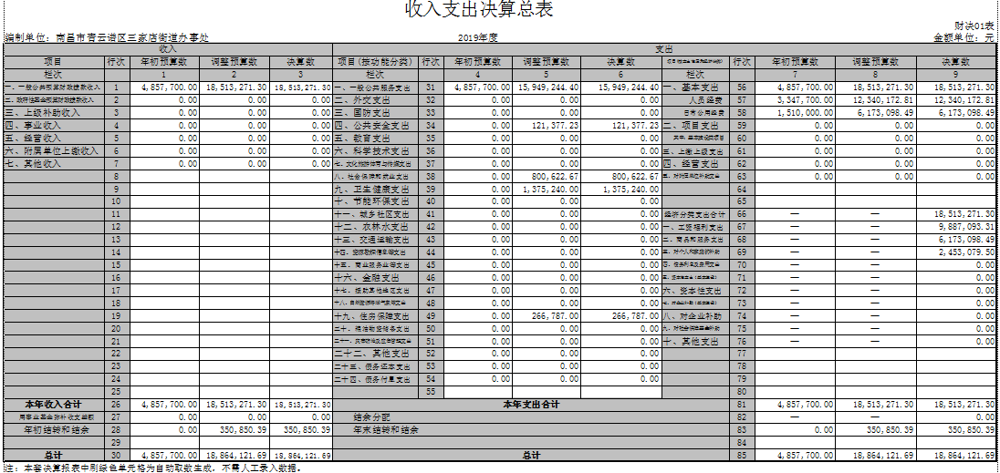 收入支出决算总表
财决01表
编制单位：南昌市青云谱区三家店街道办事处 2019年度 金额单位：元
收入 支出
项目 行次 年初预算数 调整预算数 决算数 项目(按功能分类) 行次 年初预算数 调整预算数 决算数 行次 年初预算数 调整预算数 决算数
栏次 1 2 3 栏次 4 5 6 栏次 7 8 9
一、一般公共预算财政拨款收入 1 4,857,700.00 18,513,271.30 18,513,271.30 一、一般公共服务支出 31 4,857,700.00 15,949,244.40 15,949,244.40 一、基本支出 56 4,857,700.00 18,513,271.30 18,513,271.30
二、政府性基金预算财政拨款收入 2 0.00 0.00 0.00 二、外交支出 32 0.00 0.00 0.00 人员经费 57 3,347,700.00 12,340,172.81 12,340,172.81
三、上级补助收入 3 0.00 0.00 0.00 三、国防支出 33 0.00 0.00 0.00 日常公用经费 58 1,510,000.00 6,173,098.49 6,173,098.49
四、事业收入 4 0.00 0.00 0.00 四、公共安全支出 34 0.00 121,377.23 121,377.23 二、项目支出 59 0.00 0.00 0.00
五、经营收入 5 0.00 0.00 0.00 五、教育支出 35 0.00 0.00 0.00 60 0.00 0.00 0.00
六、附属单位上缴收入 6 0.00 0.00 0.00 六、科学技术支出 36 0.00 0.00 0.00 三、上缴上级支出 61 0.00 0.00 0.00
七、其他收入 7 0.00 0.00 0.00 七、文化旅游体育与传媒支出 37 0.00 0.00 0.00 四、经营支出 62 0.00 0.00 0.00
8 八、社会保障和就业支出 38 0.00 800,622.67 800,622.67 五、对附属单位补助支出 63 0.00 0.00 0.00
9 九、卫生健康支出 39 0.00 1,375,240.00 1,375,240.00 64
10 十、节能环保支出 40 0.00 0.00 0.00 65
11 十一、城乡社区支出 41 0.00 0.00 0.00 经济分类支出合计 66 — — 18,513,271.30
12 十二、农林水支出 42 0.00 0.00 0.00 一、工资福利支出 67 — — 9,887,093.31
13 十三、交通运输支出 43 0.00 0.00 0.00 二、商品和服务支出 68 — — 6,173,098.49
14 十四、资源勘探信息等支出 44 0.00 0.00 0.00 三、对个人和家庭的补助 69 — — 2,453,079.50
15 十五、商业服务业等支出 45 0.00 0.00 0.00 四、债务利息及费用支出 70 — — 0.00
16 十六、金融支出 46 0.00 0.00 0.00 71 — — 0.00
17 十七、援助其他地区支出 47 0.00 0.00 0.00 六、资本性支出 72 — — 0.00
18 十八、自然资源海洋气象等支出 48 0.00 0.00 0.00 73 — — 0.00
19 十九、住房保障支出 49 0.00 266,787.00 266,787.00 八、对企业补助 74 — — 0.00
20 二十、粮油物资储备支出 50 0.00 0.00 0.00 九、对社会保障基金补助 75 — — 0.00
21 二十一、灾害防治及应急管理支出 51 0.00 0.00 0.00 十、其他支出 76 — — 0.00
22 二十二、其他支出 52 0.00 0.00 0.00 77
23 二十三、债务还本支出 53 0.00 0.00 0.00 78
24 二十四、债务付息支出 54 0.00 0.00 0.00 79
25 55 80
本年收入合计 26 4,857,700.00 18,513,271.30 18,513,271.30 本年支出合计 81 4,857,700.00 18,513,271.30 18,513,271.30
用事业基金弥补收支差额 27 0.00 0.00 0.00 结余分配 82 — — 0.00
年初结转和结余 28 0.00 350,850.39 350,850.39 年末结转和结余 83 0.00 350,850.39 350,850.39
29 84
总计 30 4,857,700.00 18,864,121.69 18,864,121.69 总计 85 4,857,700.00 18,864,121.69 18,864,121.69
注：本套决算报表中刷绿色单元格为自动取数生成，不需人工录入数据。